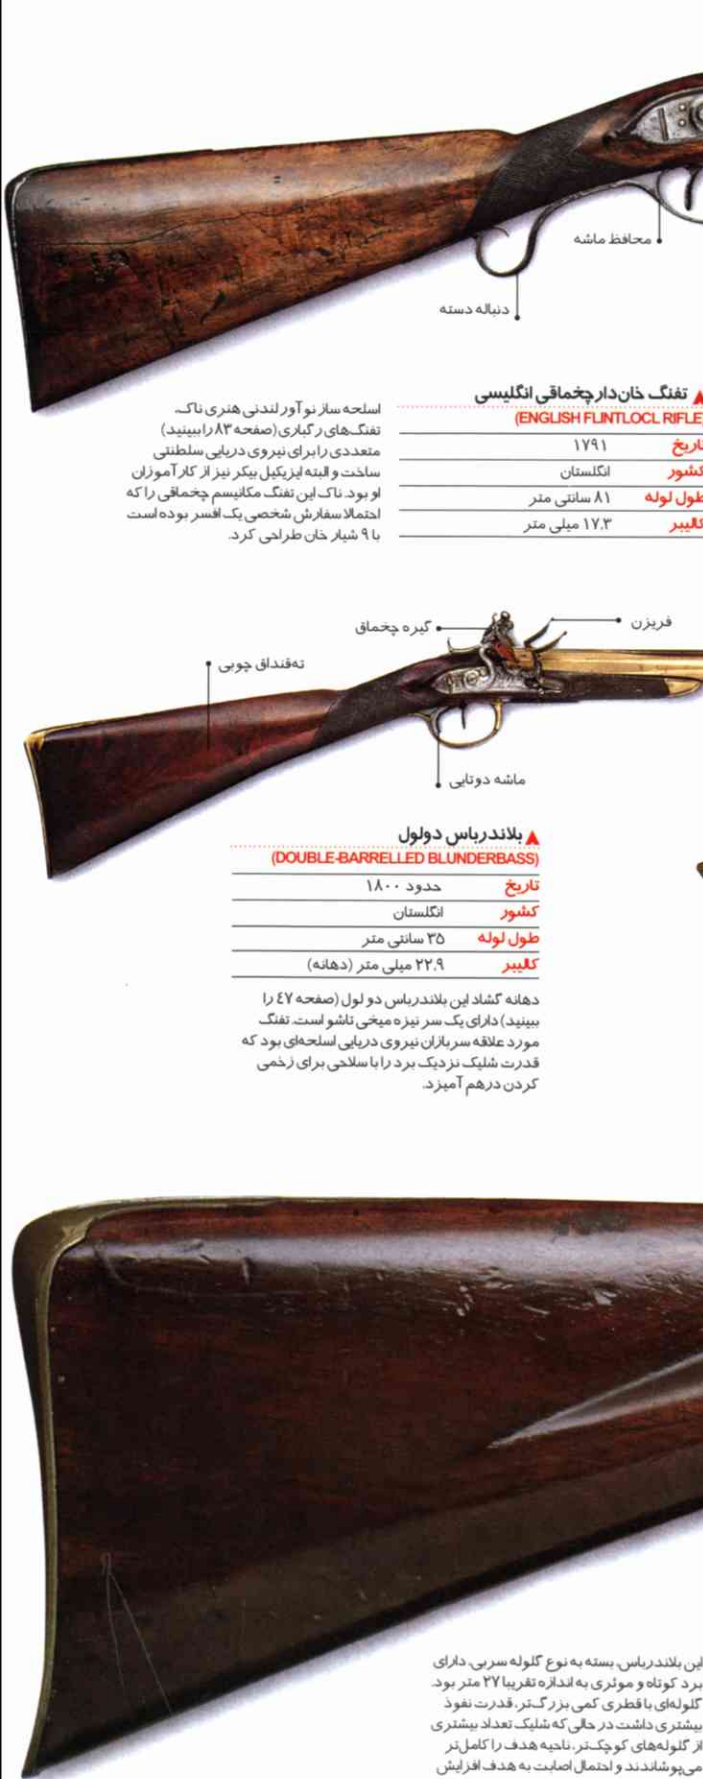 محافظ ماشه
دنباله دسته
تفنگ خان‌دار چخماقی انگلیسی
(ENGLISH FLINTLOCL RIFLE
تاریخ ۱۷۹۱
کشور انگلستان
طول لوله ۸۱ سانتی متر
کالیبر ۱۷.۳ میلی متر
اسلحه ساز نوآور لندنی هنری ناک،
تفنگ‌های رگباری (صفحه ۸۳ را ببینید)
متعددی را برای نیروی دریایی سلطنتی
ساخت و البته ایزیکیل بیکر نیز از کارآموزان
او بود. ناک این تفنگ مکانیسم چخماقی را که
احتمالا سفارش شخصی یک افسر بوده است
با ۹ شیار خان طراحی کرد.
فریزن
گیره چخماق
ته‌قنداق چوبی
ماشه دوتایی
بلاندرباس دولول
(DOUBLE-BARRELLED BLUNDERBASS)
تاریخ حدود ۱۸۰۰
کشور انگلستان
طول لوله ۳۵ سانتی متر
کالیبر ۲۲.۹ میلی متر (دهانه)
دهانه گشاد این بلاندرباس دو لول (صفحه ۴۷ را
ببینید) دارای یک سر نیزه میخی تاشو است. تفنگ
مورد علاقه سربازان نیروی دریایی اسلحه‌ای بود که
قدرت شلیک نزدیک برد را با سلاحی برای زخمی
کردن درهم آمیزد.
این بلاندرباس، بسته به نوع گلوله سربی، دارای
برد کوتاه و موثری به اندازه تقریبا ۲۷ متر بود.
گلوله‌ای با قطری کمی بزرگ‌تر، قدرت نفوذ
بیشتری داشت در حالی که شلیک تعداد بیشتری
از گلوله‌های کوچک‌تر، ناحیه هدف را کامل‌تر
می‌پوشاندند و احتمال اصابت به هدف افزایش